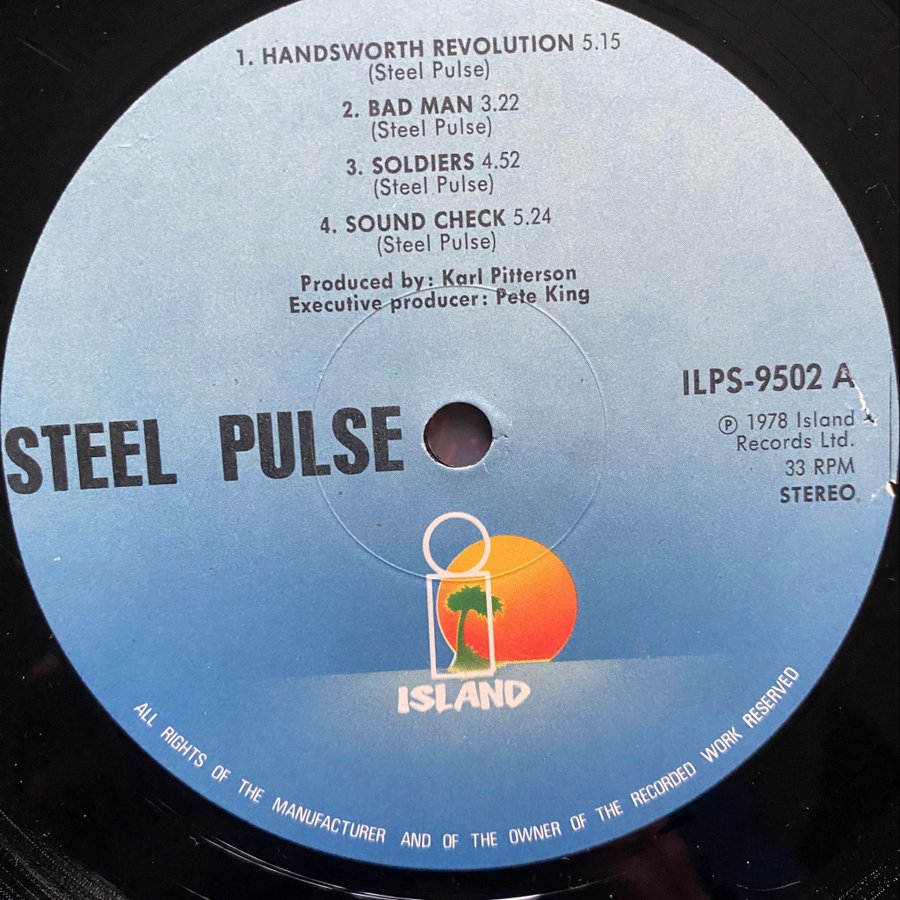 1. HANDSWORTH REVOLUTION 5.15
(Steel Pulse)
2. BAD MAN 3.22
(Steel Pulse)
3. SOLDIERS 4.52
(Steel Pulse)
4. SOUND CHECK 5.24
(Steel Pulse)
Produced by: Karl Pitterson
Executive producer: Pete King
STEEL PULSE
ILPS-9502 A
℗ 1978 Island
Records Ltd.
33 RPM
STEREO
i
ISLAND
ALL RIGHTS OF THE MANUFACTURER AND OF THE OWNER OF THE RECORDED WORK RESERVED